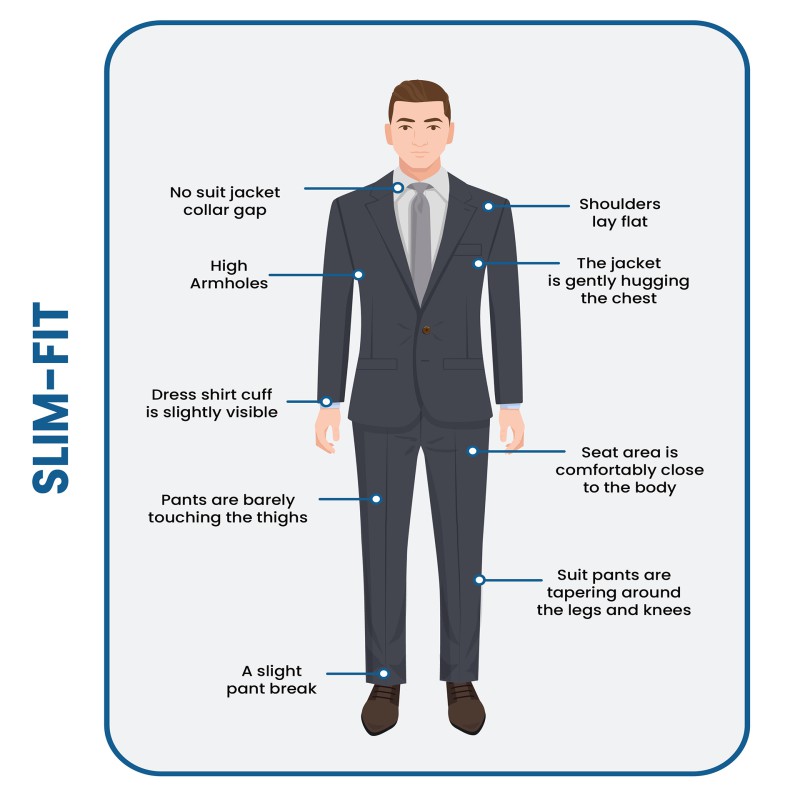 SLIM-FIT
No suit jacket
collar gap
Shoulders
lay flat
High
Armholes
The jacket
is gently hugging
the chest
Dress shirt cuff
is slightly visible
Seat area is
comfortably close
to the body
Pants are barely
touching the thighs
Suit pants are
tapering around
the legs and knees
A slight
pant break